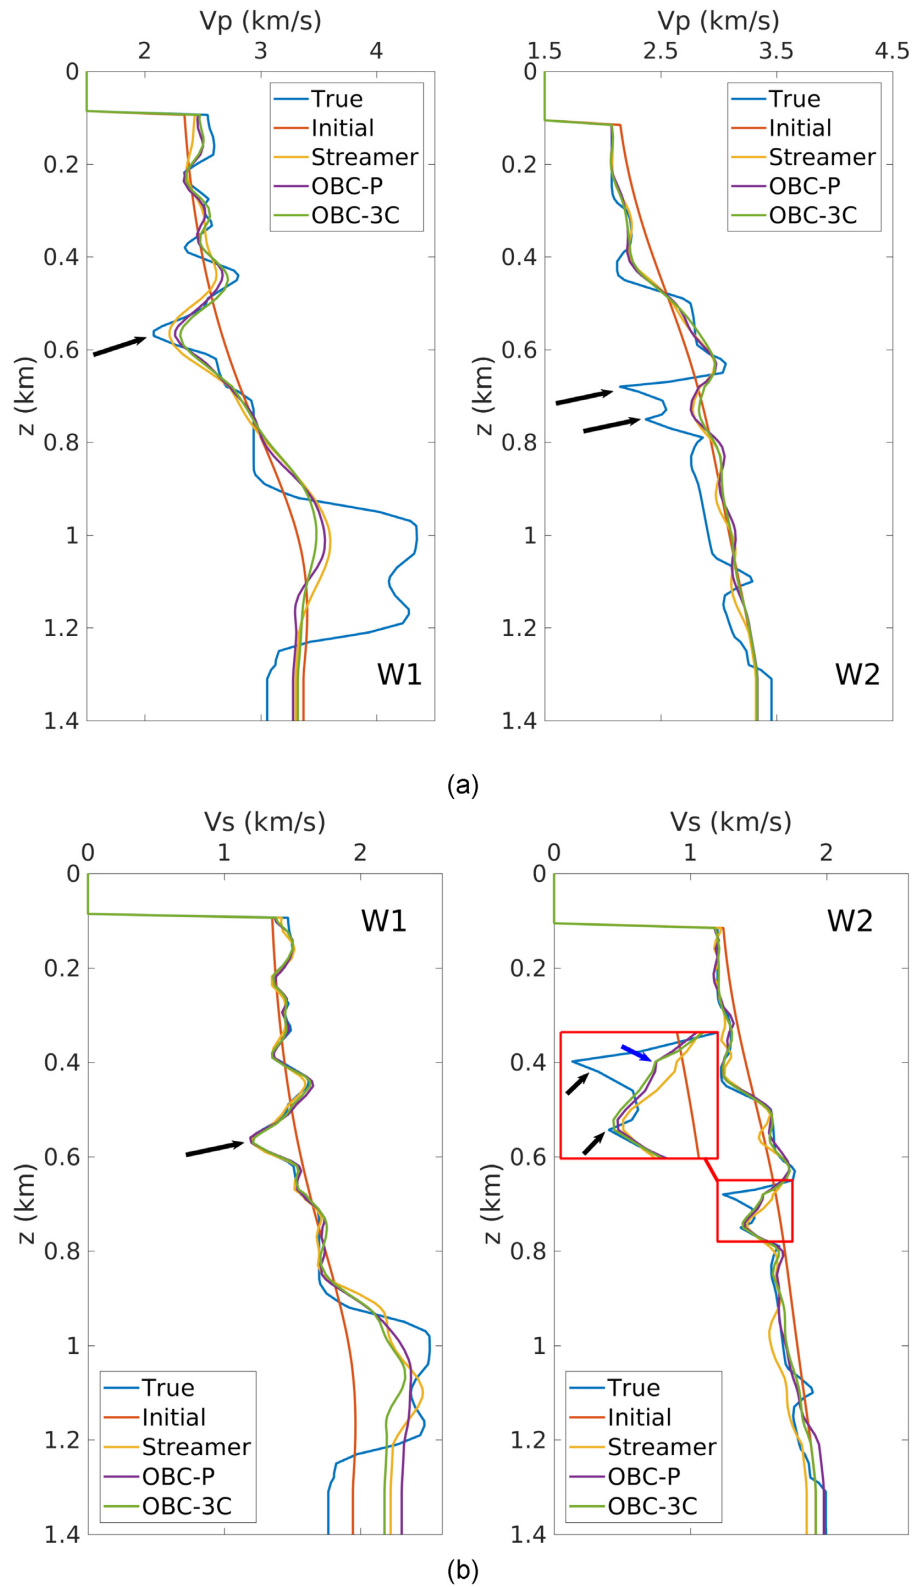 Vp (km/s)
2 3 4
0
0.2
0.4
0.6
0.8
1
1.2
1.4
z (km)
True
Initial
Streamer
OBC-P
OBC-3C
W1
Vp (km/s)
1.5 2.5 3.5 4.5
0
0.2
0.4
0.6
0.8
1
1.2
1.4
z (km)
True
Initial
Streamer
OBC-P
OBC-3C
W2
(a)
Vs (km/s)
0 1 2
0
0.2
0.4
0.6
0.8
1
1.2
1.4
z (km)
W1
True
Initial
Streamer
OBC-P
OBC-3C
Vs (km/s)
0 1 2
0
0.2
0.4
0.6
0.8
1
1.2
1.4
z (km)
W2
True
Initial
Streamer
OBC-P
OBC-3C
(b)